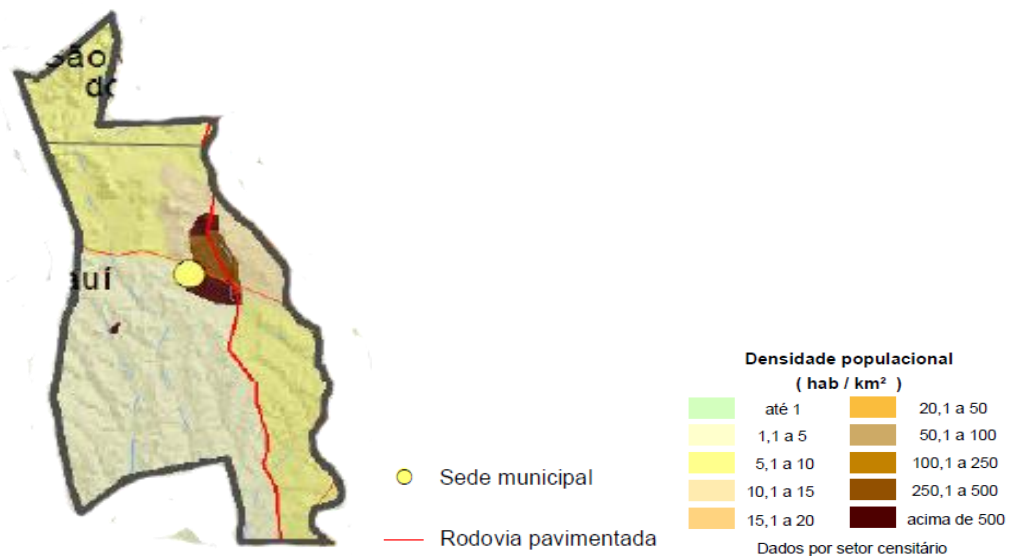 São
do
auí
Densidade populacional
( hab / km² )
até 1
20,1 a 50
1,1 a 5
50,1 a 100
5,1 a 10
100,1 a 250
10,1 a 15
250,1 a 500
15,1 a 20
acima de 500
Dados por setor censitário
Sede municipal
Rodovia pavimentada